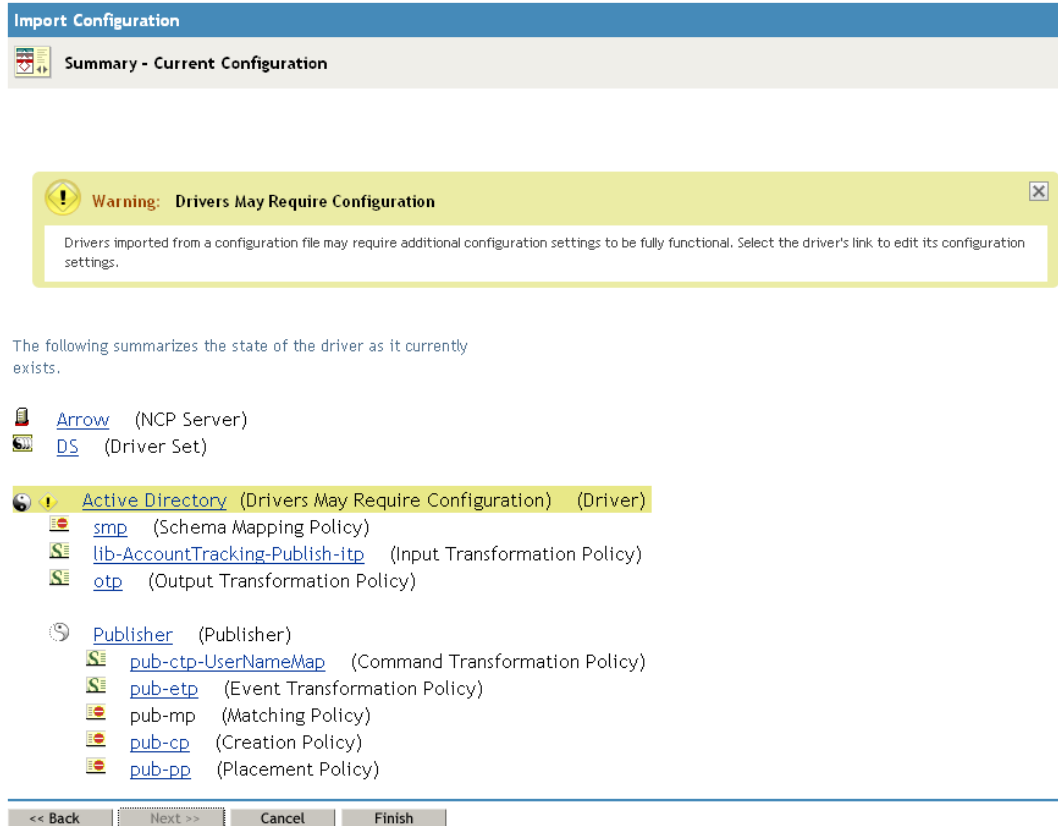 Import Configuration
Summary - Current Configuration
Warning: Drivers May Require Configuration
Drivers imported from a configuration file may require additional configuration settings to be fully functional. Select the driver's link to edit its configuration
settings.
The following summarizes the state of the driver as it currently
exists.
Arrow (NCP Server)
DS (Driver Set)
Active Directory (Drivers May Require Configuration) (Driver)
smp (Schema Mapping Policy)
lib-AccountTracking-Publish-itp (Input Transformation Policy)
otp (Output Transformation Policy)
Publisher (Publisher)
pub-ctp-UserNameMap (Command Transformation Policy)
pub-etp (Event Transformation Policy)
pub-mp (Matching Policy)
pub-cp (Creation Policy)
pub-pp (Placement Policy)
<< Back Next >> Cancel Finish